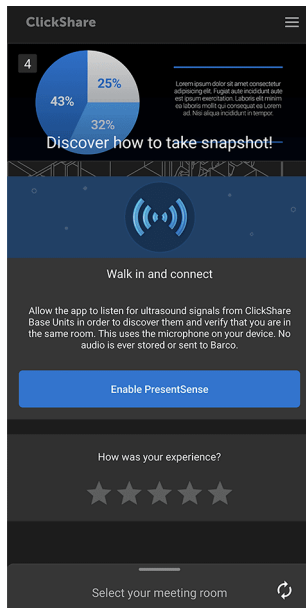 ClickShare
4
25%
43%
32%
Lorem ipsum dolor sit amet consectetur
adipisicing elit. Fugiat aute incididunt aute
est ipsum exercitation. Laboris elit minim
ex laboris velit in consequat ea Lorem
ad. Nisi aliqua incididunt in tempor.
Discover how to take snapshot!
Walk in and connect
Allow the app to listen for ultrasound signals from ClickShare
Base Units in order to discover them and verify that you are in
the same room. This uses the microphone on your device. No
audio is ever stored or sent to Barco.
Enable PresentSense
How was your experience?
Select your meeting room